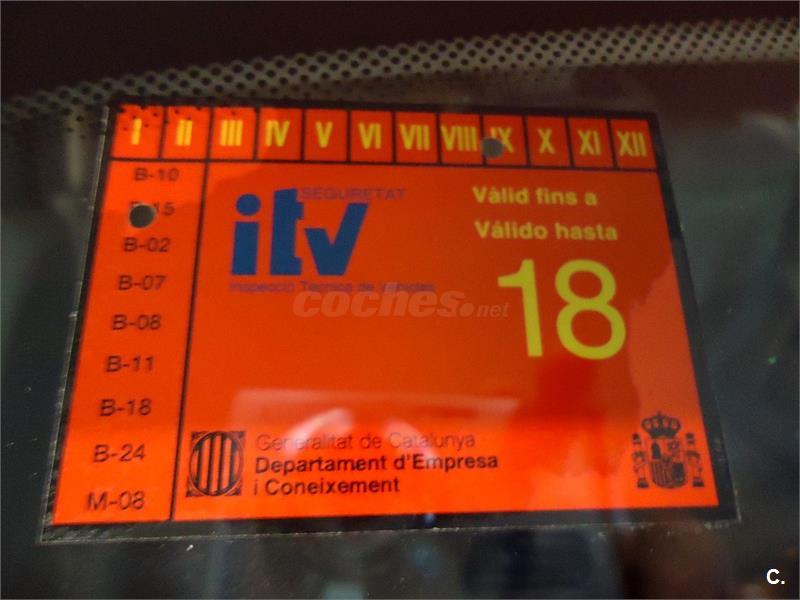 I II III IV V VI VII VIII IX X XI XII
B-10
SEGURETAT
Vàlid fins a
B-15
itv
Válido hasta
B-02
B-07
Inspecció Tècnica de Vehicles
18
coches.net
B-08
B-11
B-18
B-24
Generalitat de Catalunya
Departament d'Empresa
i Coneixement
M-08
C.